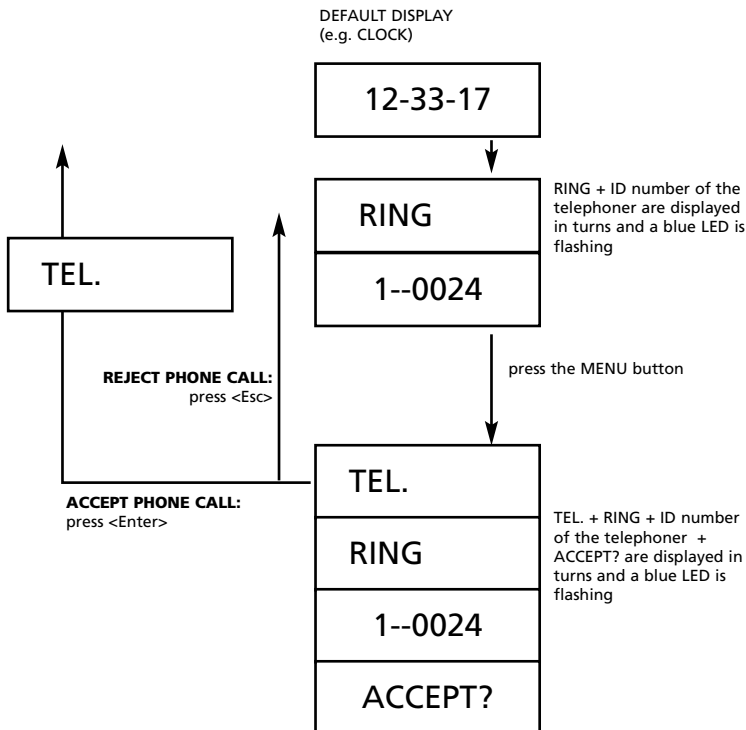 DEFAULT DISPLAY
(e.g. CLOCK)
12-33-17
RING
1--0024
RING + ID number of the
telephoner are displayed
in turns and a blue LED is
flashing
TEL.
REJECT PHONE CALL:
press <Esc>
press the MENU button
ACCEPT PHONE CALL:
press <Enter>
TEL.
RING
1--0024
ACCEPT?
TEL. + RING + ID number
of the telephoner +
ACCEPT? are displayed in
turns and a blue LED is
flashing